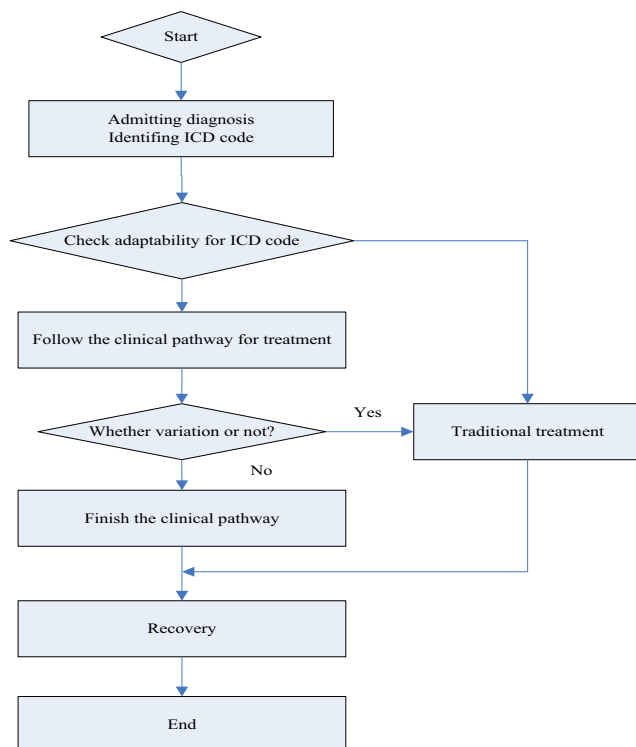 Start
Admitting diagnosis
Identifing ICD code
Check adaptability for ICD code
Follow the clinical pathway for treatment
Whether variation or not?
Yes
Traditional treatment
No
Finish the clinical pathway
Recovery
End